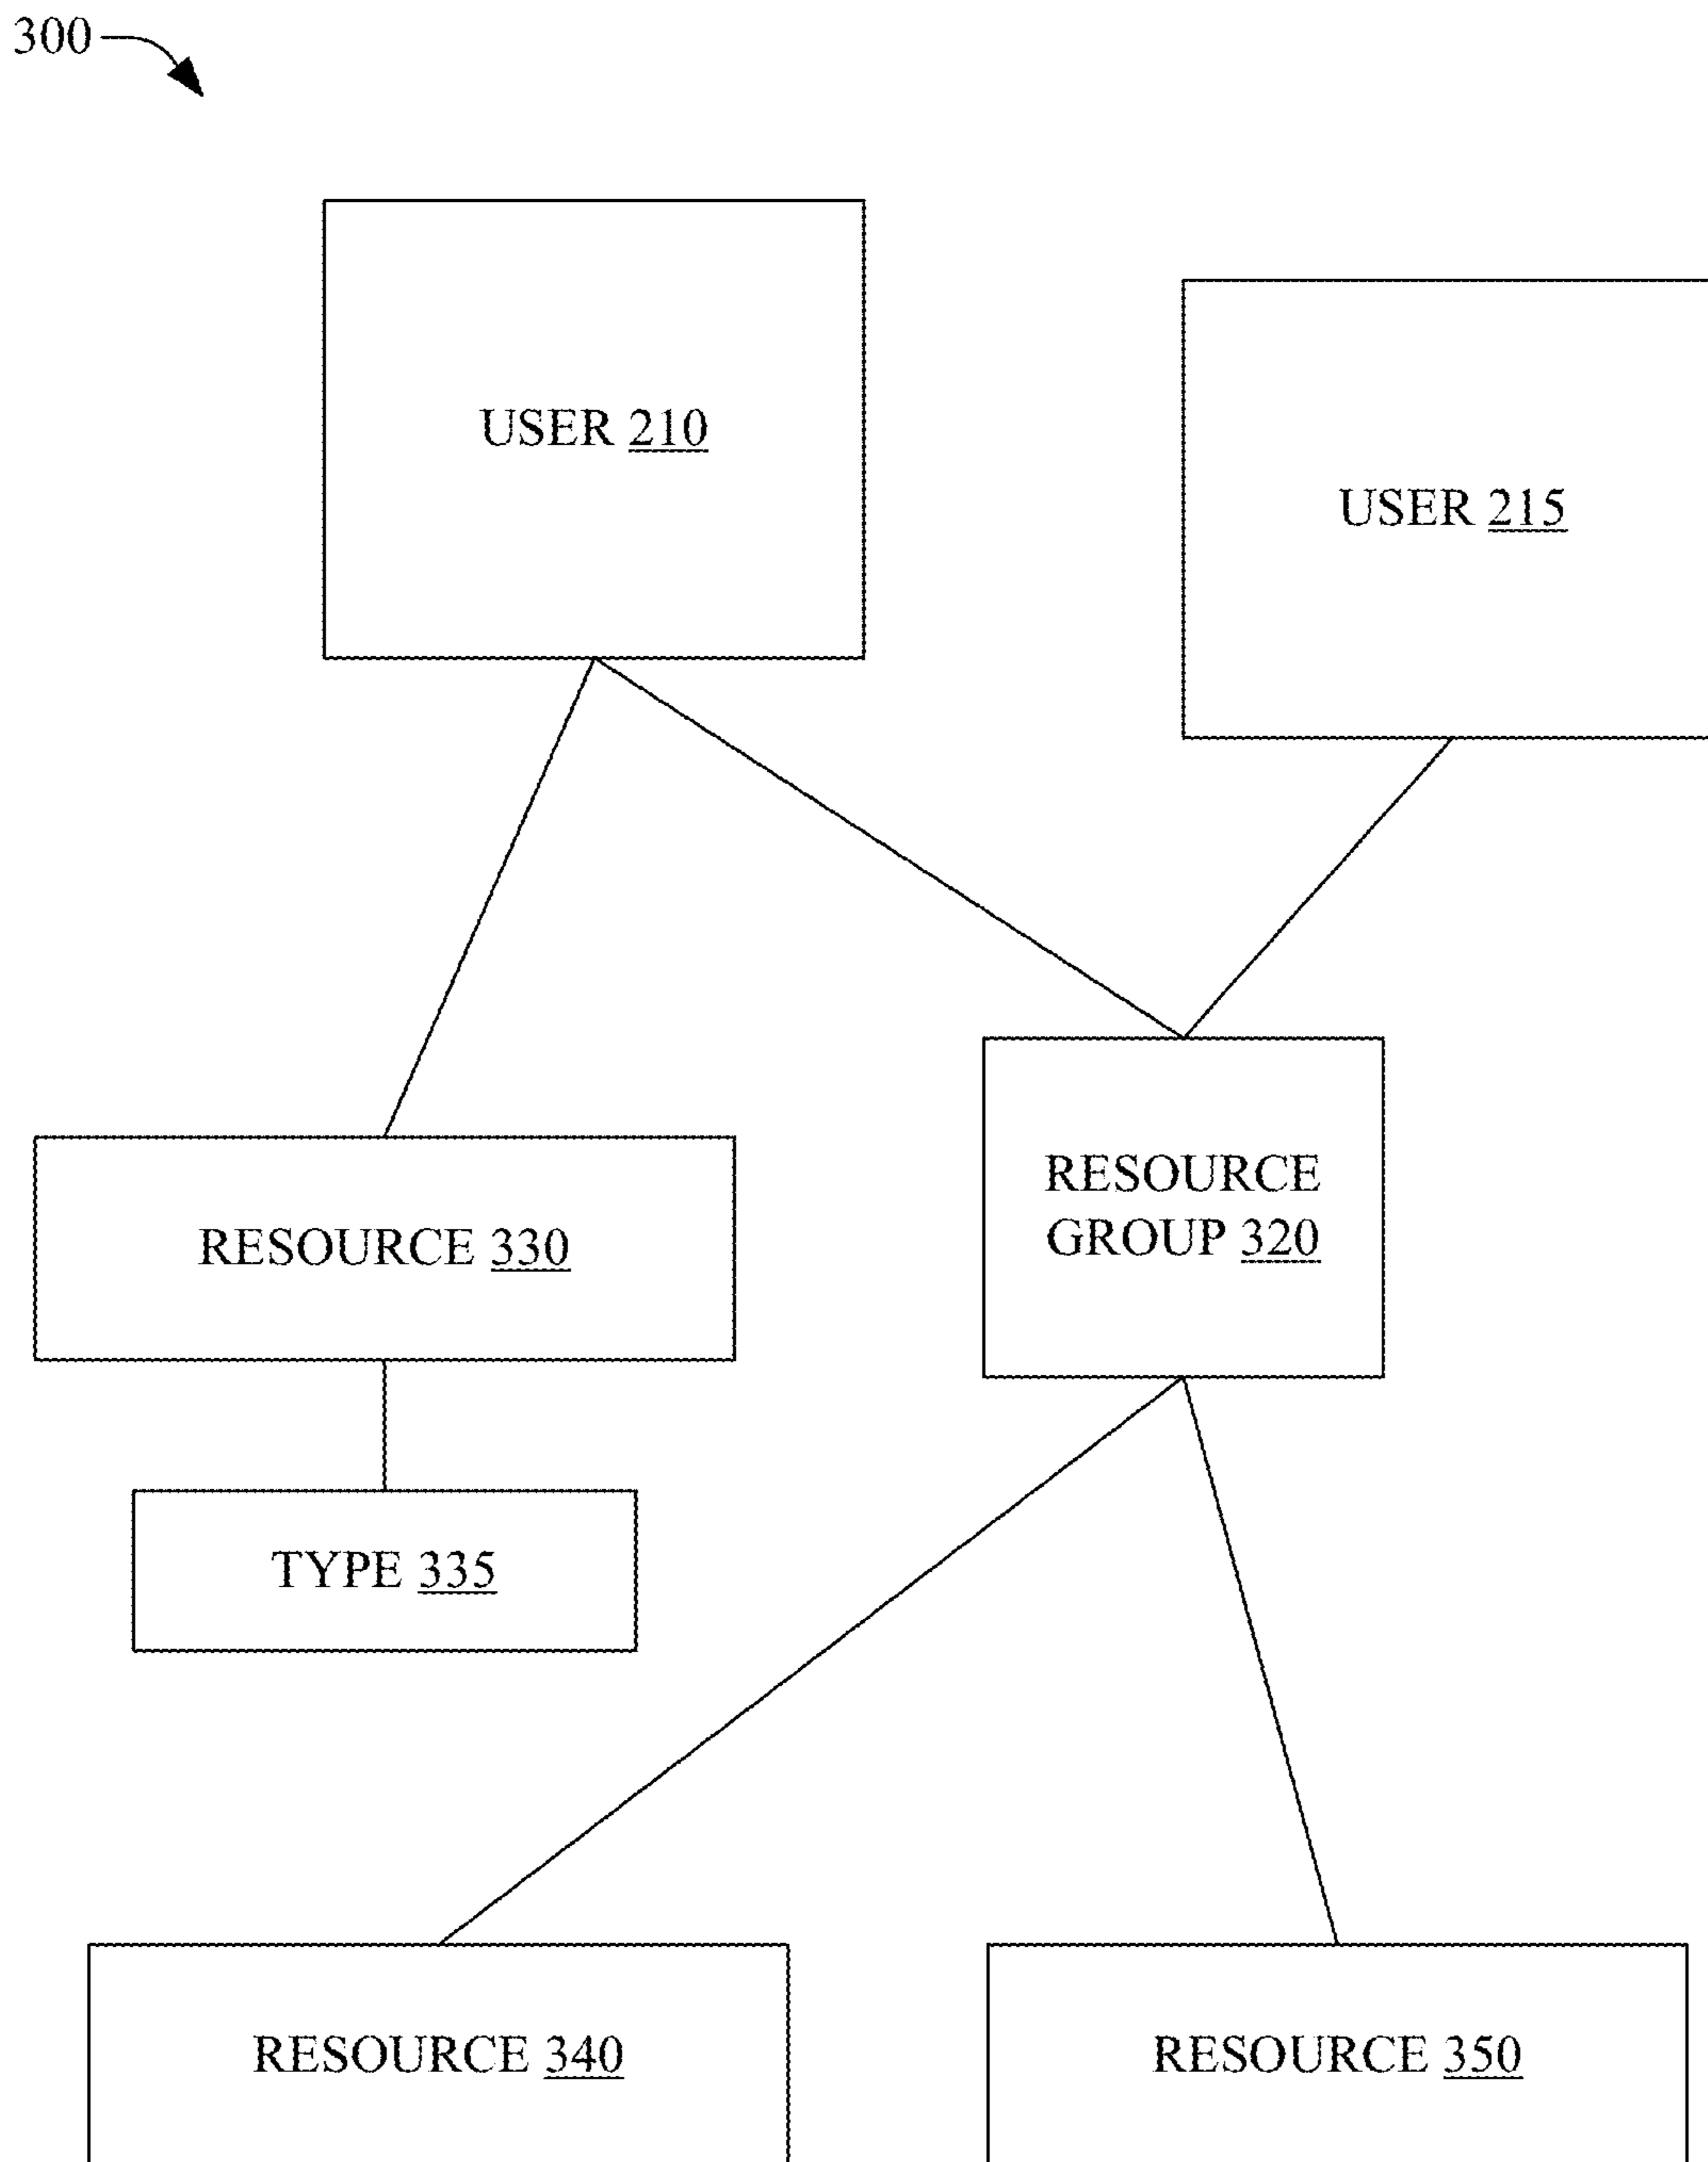 300
USER 210
USER 215
RESOURCE
GROUP 320
RESOURCE 330
TYPE 335
RESOURCE 340
RESOURCE 350